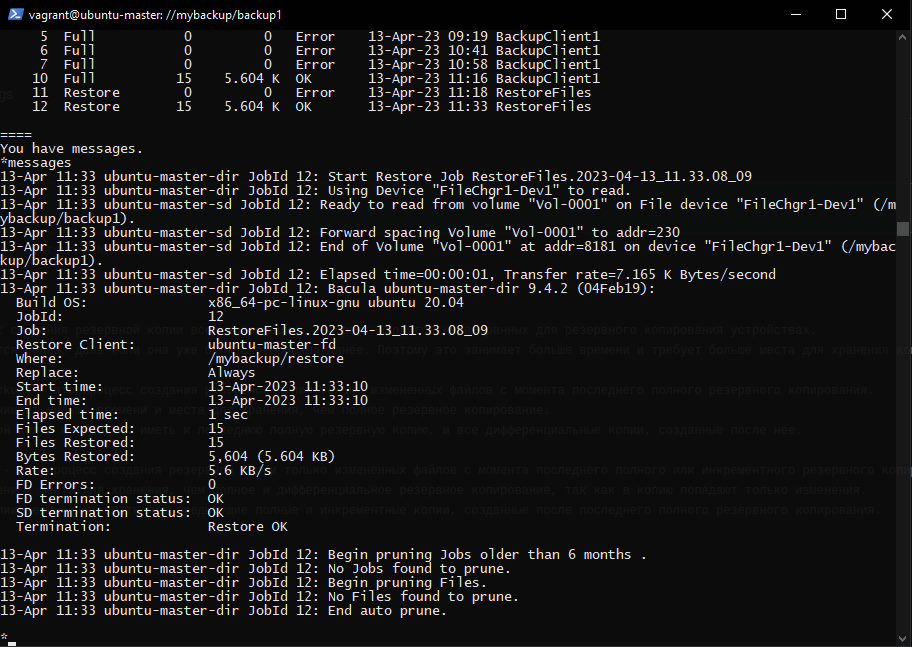 vagrant@ubuntu-master: //mybackup/backup1
5 Full 0 0 Error 13-Apr-23 09:19 BackupClient1
6 Full 0 0 Error 13-Apr-23 10:41 BackupClient1
7 Full 0 0 Error 13-Apr-23 10:58 BackupClient1
10 Full 15 5.604 K OK 13-Apr-23 11:16 BackupClient1
11 Restore 0 0 Error 13-Apr-23 11:18 RestoreFiles
12 Restore 15 5.604 K OK 13-Apr-23 11:33 RestoreFiles
====
You have messages.
*messages
13-Apr 11:33 ubuntu-master-dir JobId 12: Start Restore Job RestoreFiles.2023-04-13_11.33.08_09
13-Apr 11:33 ubuntu-master-dir JobId 12: Using Device "FileChgr1-Dev1" to read.
13-Apr 11:33 ubuntu-master-sd JobId 12: Ready to read from volume "Vol-0001" on File device "FileChgr1-Dev1" (/m
ybackup/backup1).
13-Apr 11:33 ubuntu-master-sd JobId 12: Forward spacing Volume "Vol-0001" to addr=230
13-Apr 11:33 ubuntu-master-sd JobId 12: End of Volume "Vol-0001" at addr=8181 on device "FileChgr1-Dev1" (/mybac
kup/backup1).
13-Apr 11:33 ubuntu-master-sd JobId 12: Elapsed time=00:00:01, Transfer rate=7.165 K Bytes/second
13-Apr 11:33 ubuntu-master-dir JobId 12: Bacula ubuntu-master-dir 9.4.2 (04Feb19):
Build OS: x86_64-pc-linux-gnu ubuntu 20.04
JobId: 12
Job: RestoreFiles.2023-04-13_11.33.08_09
Restore Client: ubuntu-master-fd
Where: /mybackup/restore
Replace: Always
Start time: 13-Apr-2023 11:33:10
End time: 13-Apr-2023 11:33:10
Elapsed time: 1 sec
Files Expected: 15
Files Restored: 15
Bytes Restored: 5,604 (5.604 KB)
Rate: 5.6 KB/s
FD Errors: 0
FD termination status: OK
SD termination status: OK
Termination: Restore OK
13-Apr 11:33 ubuntu-master-dir JobId 12: Begin pruning Jobs older than 6 months .
13-Apr 11:33 ubuntu-master-dir JobId 12: No Jobs found to prune.
13-Apr 11:33 ubuntu-master-dir JobId 12: Begin pruning Files.
13-Apr 11:33 ubuntu-master-dir JobId 12: No Files found to prune.
13-Apr 11:33 ubuntu-master-dir JobId 12: End auto prune.
*